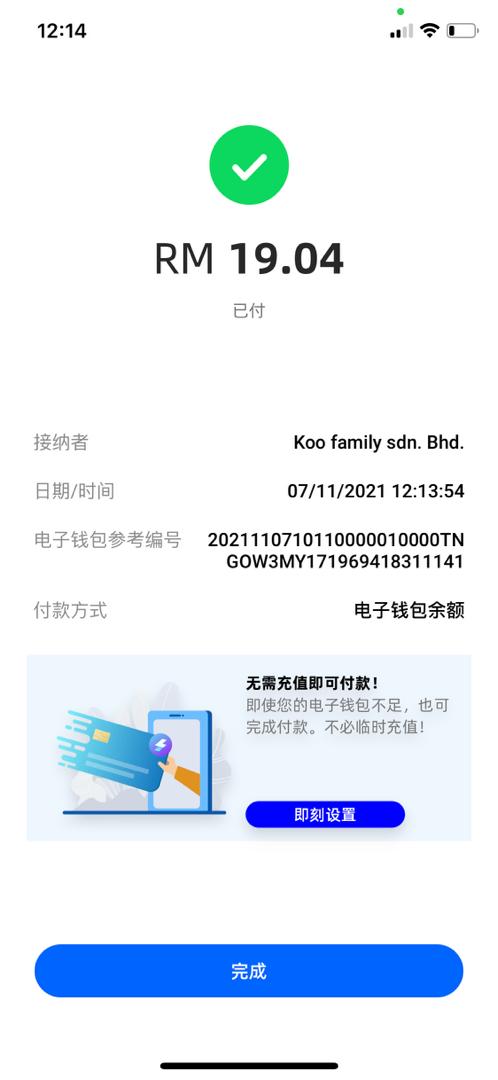 12:14
RM 19.04
已付
接纳者
Koo family sdn. Bhd.
日期/时间
07/11/2021 12:13:54
电子钱包参考编号
2021110710110000010000TN
GOW3MY171969418311141
付款方式
电子钱包余额
无需充值即可付款！
即使您的电子钱包不足，也可
完成付款。不必临时充值！
即刻设置
完成